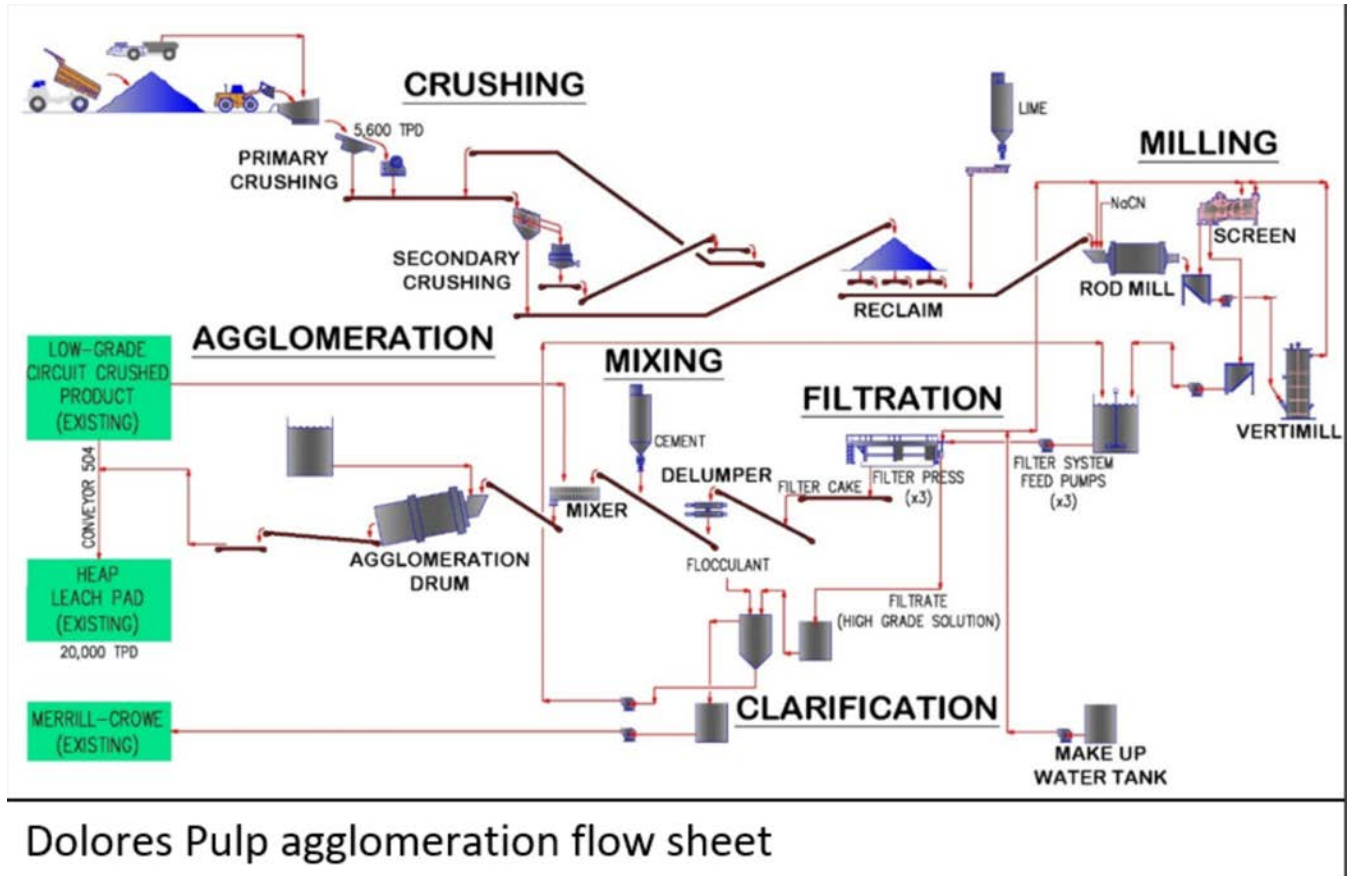 CRUSHING
5,600 TPD
PRIMARY
CRUSHING
SECONDARY
CRUSHING
LIME
MILLING
NaCN
SCREEN
ROD MILL
RECLAIM
VERTIMILL
AGGLOMERATION
LOW-GRADE
CIRCUIT CRUSHED
PRODUCT
(EXISTING)
CONVEYOR 504
HEAP
LEACH PAD
(EXISTING)
20,000 TPD
MERRILL-CROWE
(EXISTING)
AGGLOMERATION
DRUM
MIXING
CEMENT
MIXER
DELUMPER
FLOCCULANT
FILTRATION
FILTER CAKE
FILTER PRESS
(x3)
FILTER SYSTEM
FEED PUMPS
(x3)
FILTRATE
(HIGH GRADE SOLUTION)
CLARIFICATION
MAKE UP
WATER TANK
Dolores Pulp agglomeration flow sheet